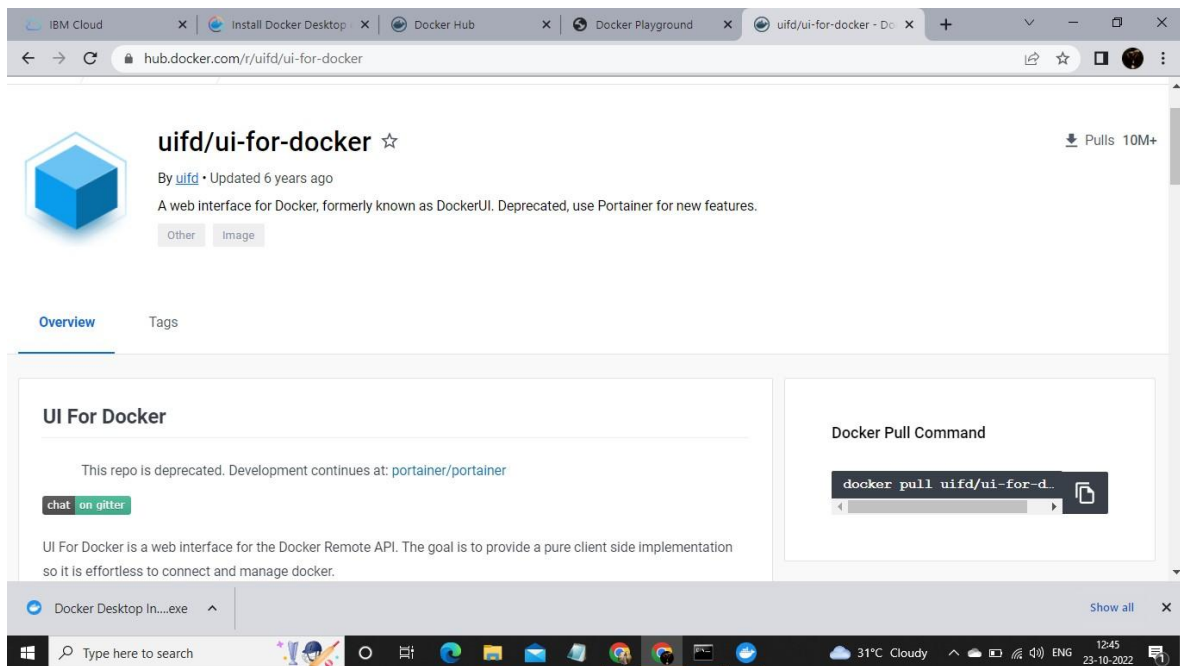 IBM Cloud
Install Docker Desktop
Docker Hub
Docker Playground
uifd/ui-for-docker - Do
hub.docker.com/r/uifd/ui-for-docker
uifd/ui-for-docker
Pulls 10M+
By uifd • Updated 6 years ago
A web interface for Docker, formerly known as DockerUI. Deprecated, use Portainer for new features.
Other Image
Overview Tags
UI For Docker
This repo is deprecated. Development continues at: portainer/portainer
chat on gitter
UI For Docker is a web interface for the Docker Remote API. The goal is to provide a pure client side implementation
so it is effortless to connect and manage docker.
Docker Pull Command
docker pull uifd/ui-for-d...
Docker Desktop In....exe
Show all
Type here to search
31°C Cloudy
ENG
12:45
23-10-2022